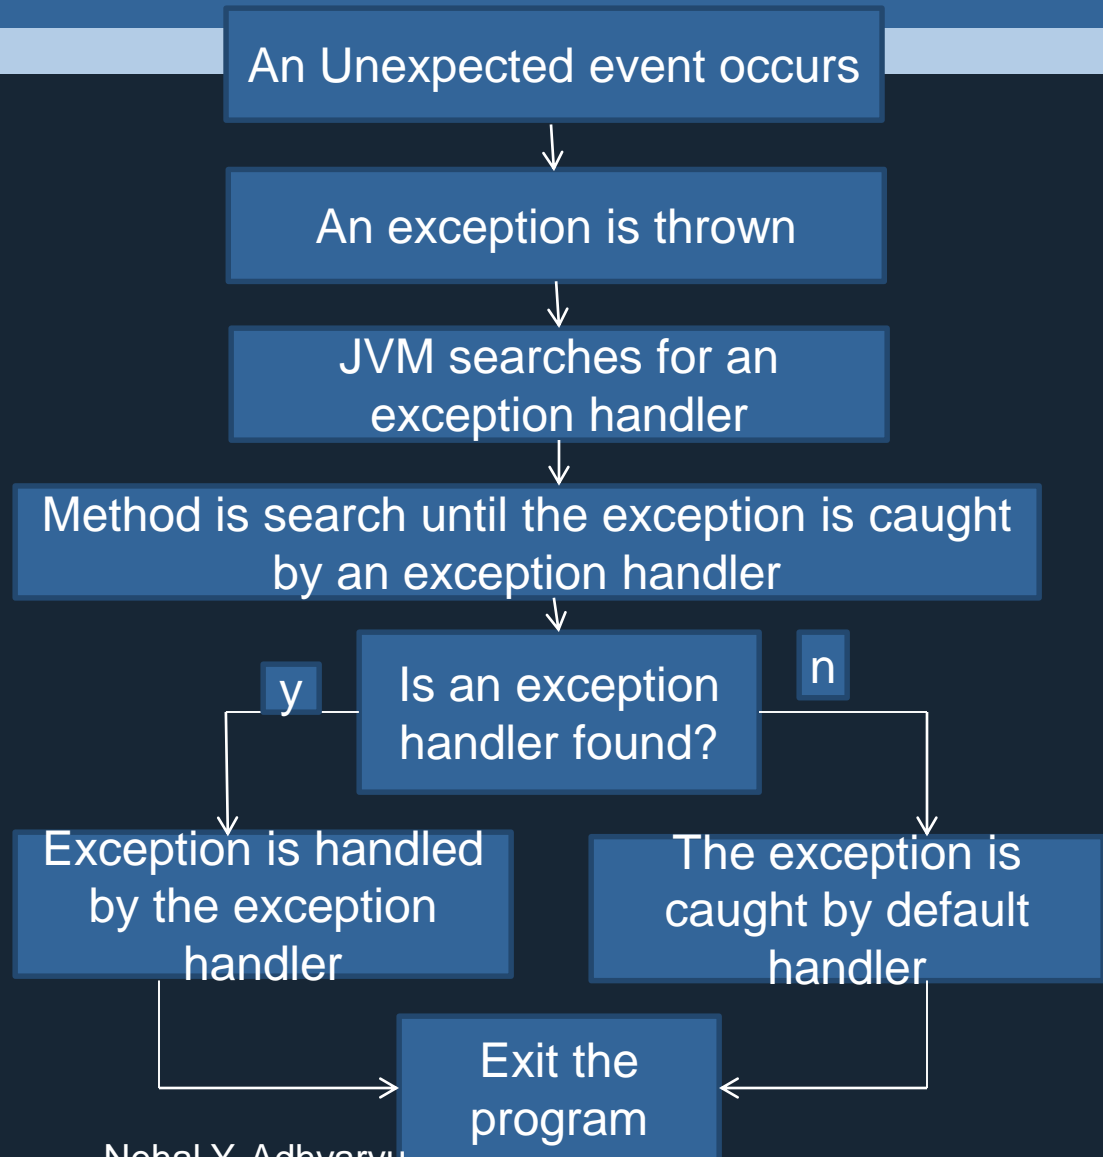 An Unexpected event occurs
An exception is thrown
JVM searches for an
exception handler
Method is search until the exception is caught
by an exception handler
Is an exception
handler found?
y
n
Exception is handled
by the exception
handler
The exception is
caught by default
handler
Exit the
program
Nehal Y. Adhyaryu